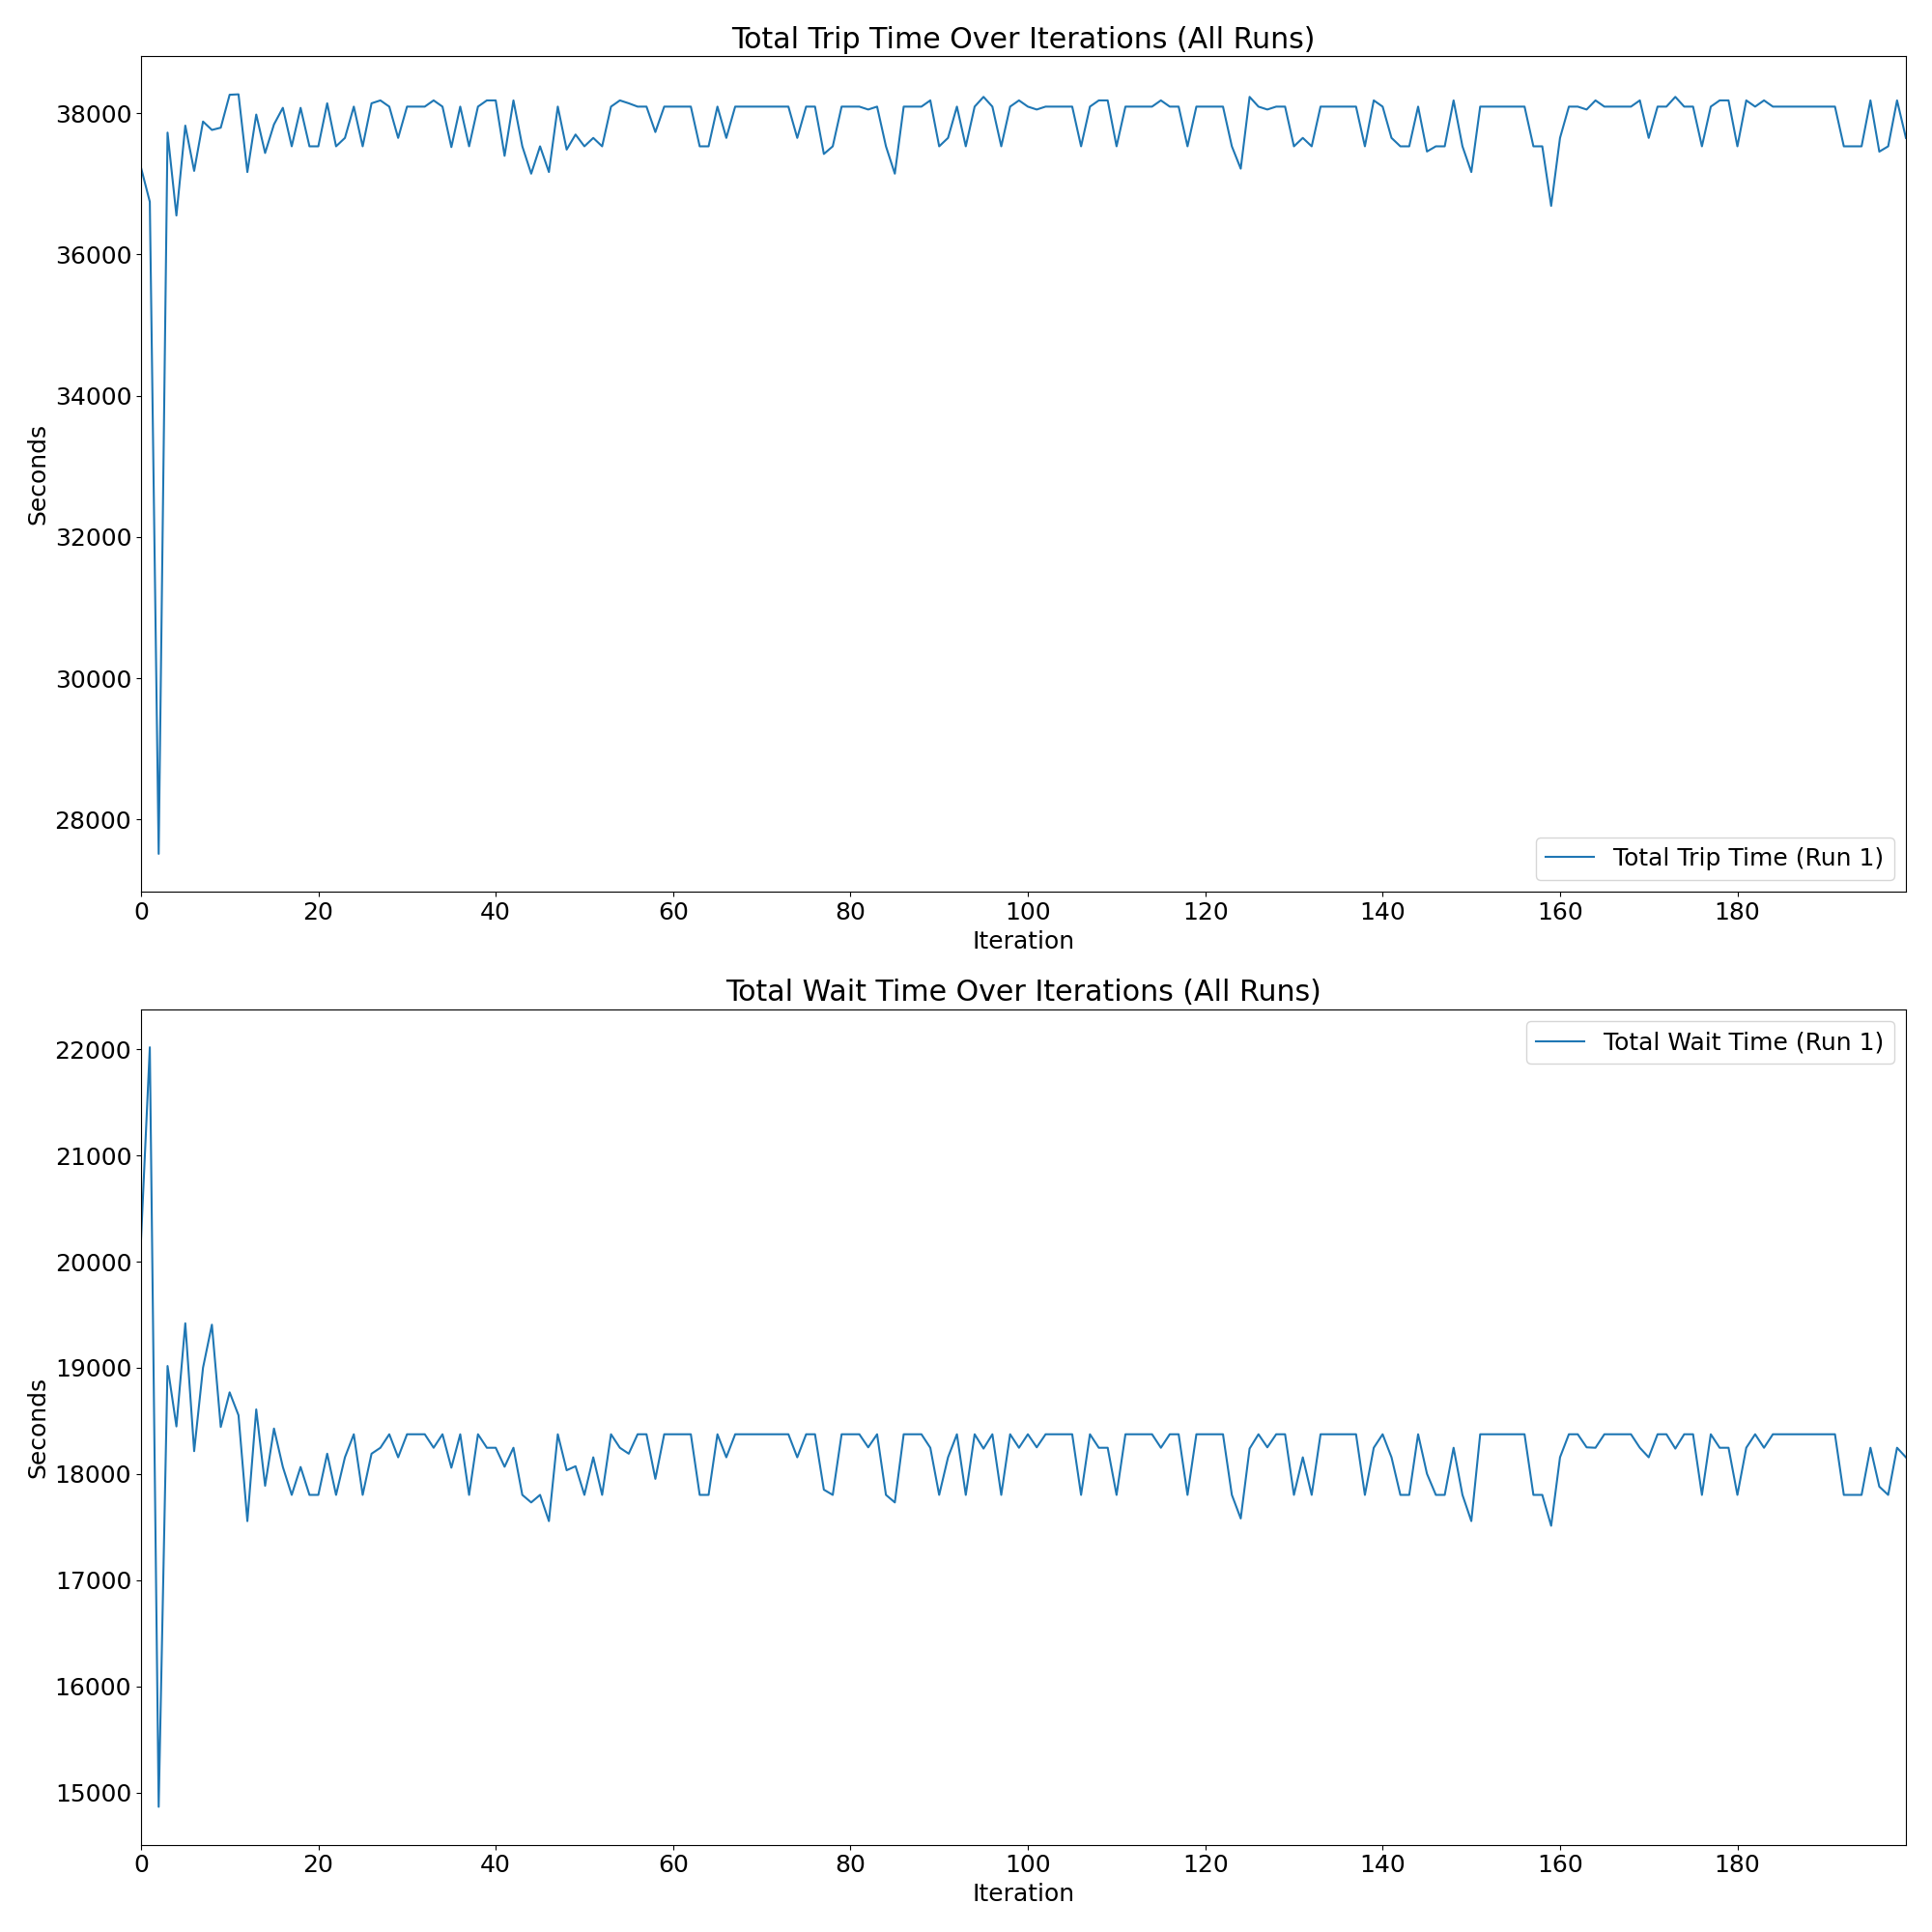 Total Trip Time Over Iterations (All Runs)
38000
36000
34000
32000
30000
28000
Seconds
Total Trip Time (Run 1)
0 20 40 60 80 100 120 140 160 180
Iteration
Total Wait Time Over Iterations (All Runs)
Total Wait Time (Run 1)
22000
21000
20000
19000
18000
17000
16000
15000
Seconds
0 20 40 60 80 100 120 140 160 180
Iteration